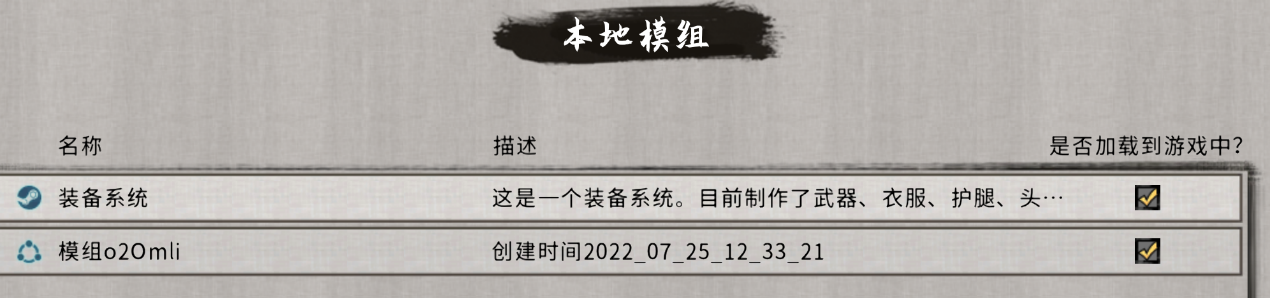 本地模组
名称 描述 是否加载到游戏中?
装备系统 这是一个装备系统。目前制作了武器、衣服、护腿、头…
模组o2Omli 创建时间2022_07_25_12_33_21